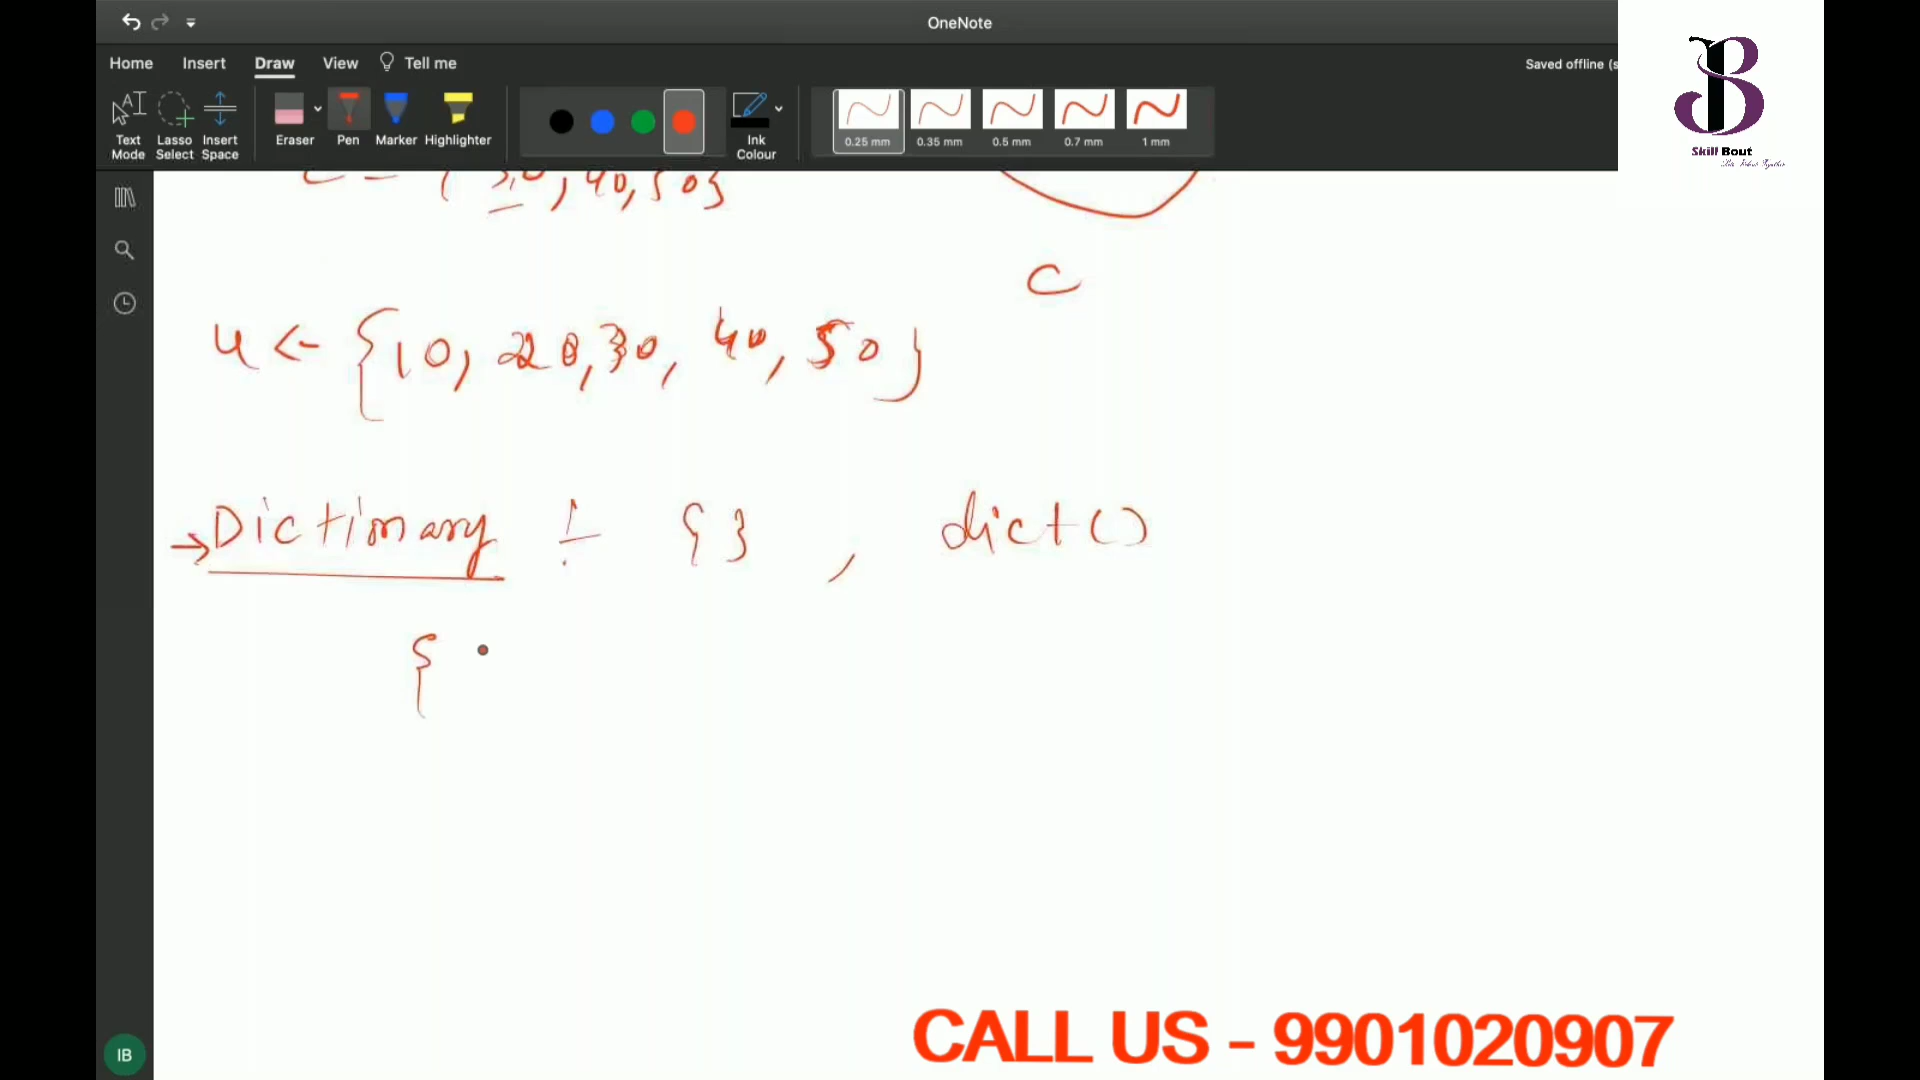 OneNote
Home Insert Draw View Tell me
Saved offline (s
Text Mode
Lasso Select
Insert Space
Eraser
Pen
Marker
Highlighter
Ink Colour
0.25 mm
0.35 mm
0.5 mm
0.7 mm
1 mm
Skill Bout
40, 50}
C
u ← {10, 20, 30, 40, 50}
→ Dictionary : {} , dict()
{
IB
CALL US - 9901020907